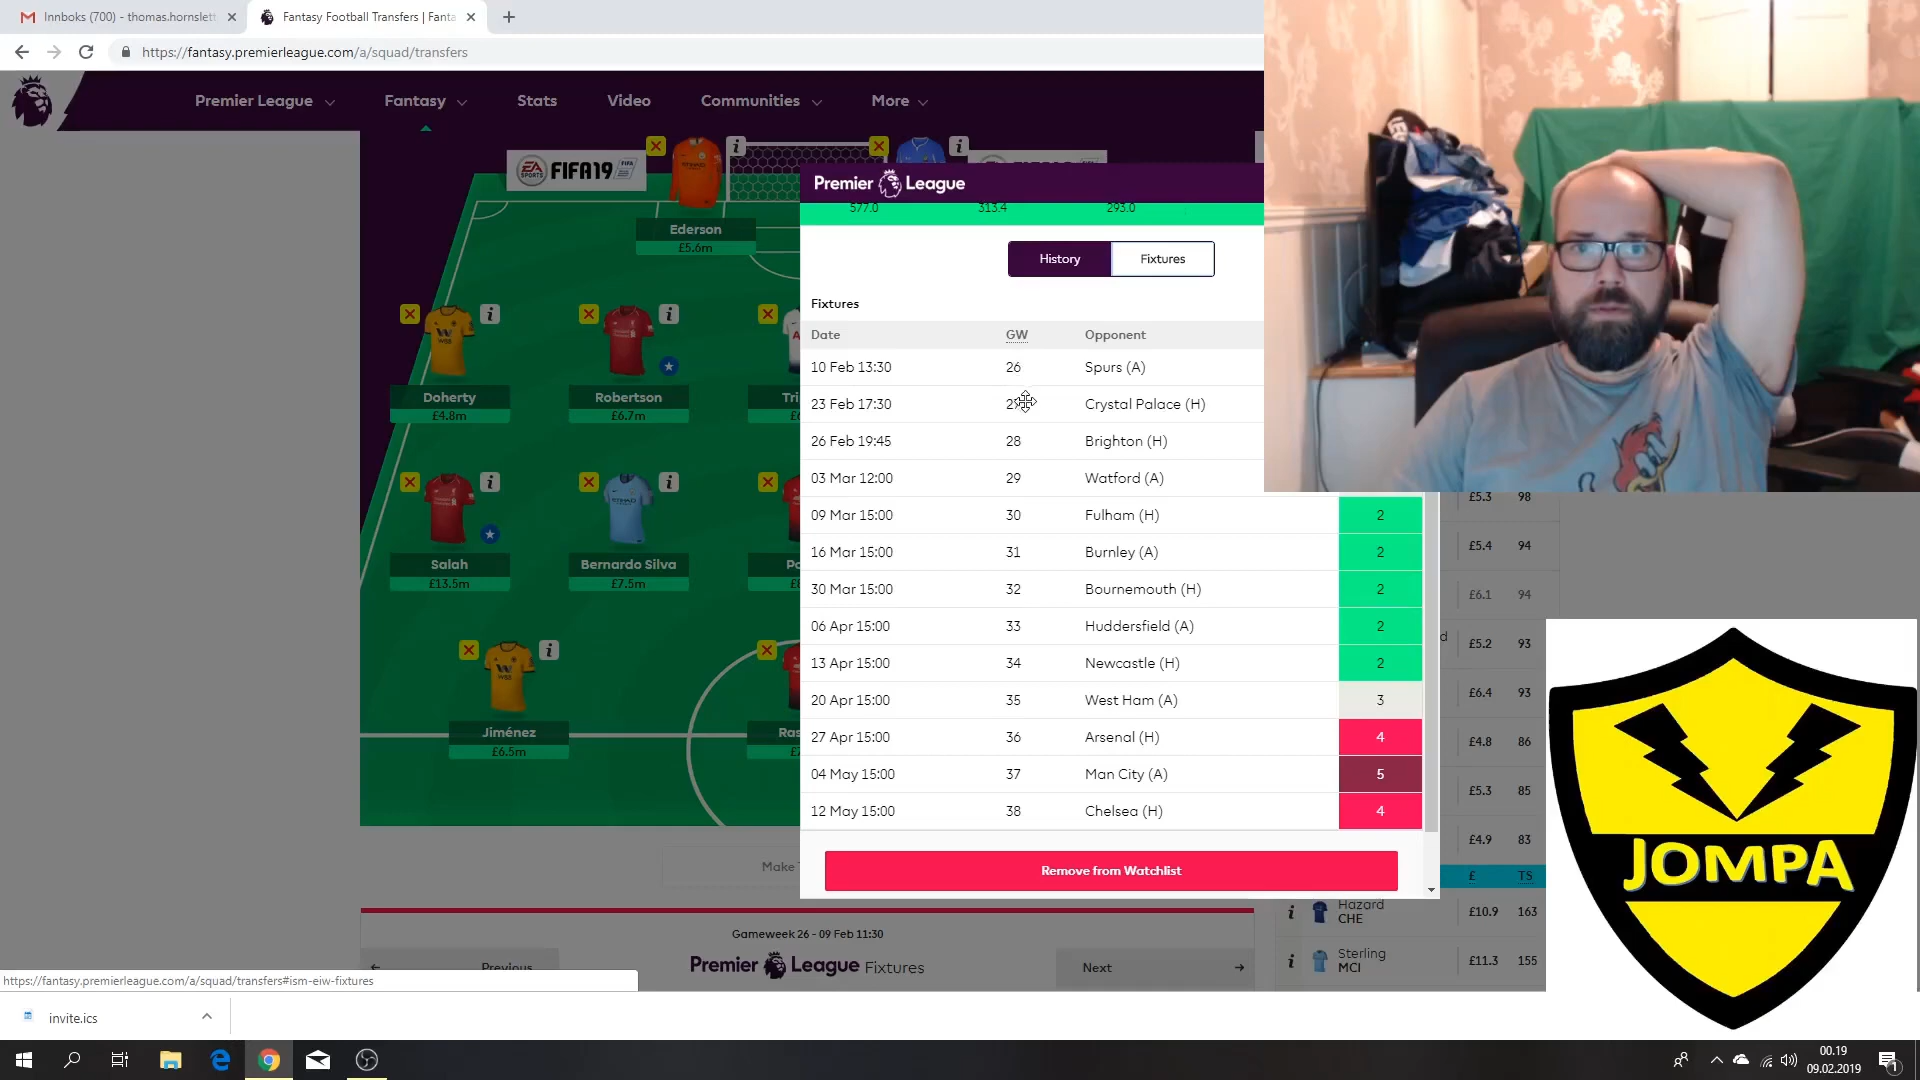 Innboks (700) - thomas.hornslett
Fantasy Football Transfers | Fanta
https://fantasy.premierleague.com/a/squad/transfers
Premier League
Fantasy
Stats
Video
Communities
More
EA SPORTS FIFA19
Premier League
577.0 313.4 293.0
Ederson
£5.6m
History
Fixtures
Fixtures
Date GW Opponent
10 Feb 13:30 26 Spurs (A)
23 Feb 17:30 27 Crystal Palace (H)
26 Feb 19:45 28 Brighton (H)
03 Mar 12:00 29 Watford (A)
09 Mar 15:00 30 Fulham (H) 2
16 Mar 15:00 31 Burnley (A) 2
30 Mar 15:00 32 Bournemouth (H) 2
06 Apr 15:00 33 Huddersfield (A) 2
13 Apr 15:00 34 Newcastle (H) 2
20 Apr 15:00 35 West Ham (A) 3
27 Apr 15:00 36 Arsenal (H) 4
04 May 15:00 37 Man City (A) 5
12 May 15:00 38 Chelsea (H) 4
Remove from Watchlist
Doherty
£4.8m
Robertson
£6.7m
Tri
Salah
£13.5m
Bernardo Silva
£7.5m
Po
Jiménez
£6.5m
Ras
£5.3 98
£5.4 94
£6.1 94
£5.2 93
£6.4 93
£4.8 86
£5.3 85
£4.9 83
£ TS
Hazard
CHE
£10.9 163
Sterling
MCI
£11.3 155
Make
Gameweek 26 - 09 Feb 11:30
Previous
Premier League Fixtures
Next
https://fantasy.premierleague.com/a/squad/transfers#ism-eiw-fixtures
JOMPA
invite.ics
00.19
09.02.2019
1